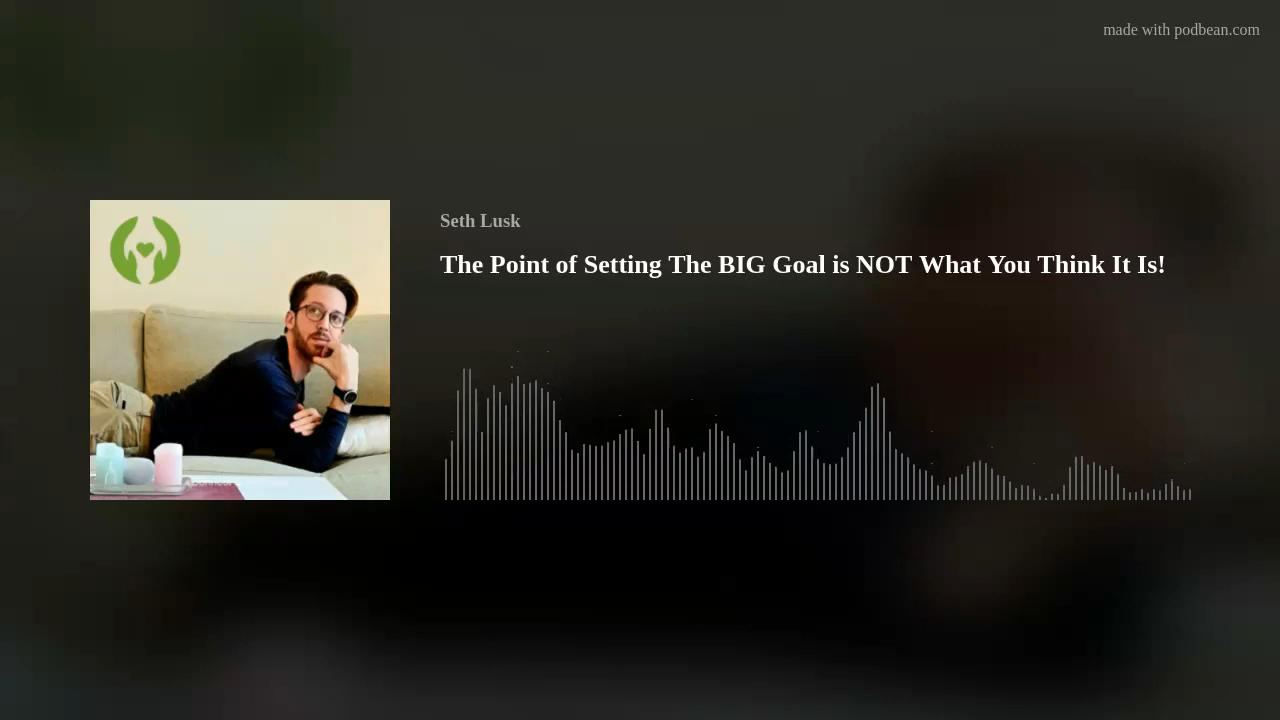 made with podbean.com
Seth Lusk
The Point of Setting The BIG Goal is NOT What You Think It Is!